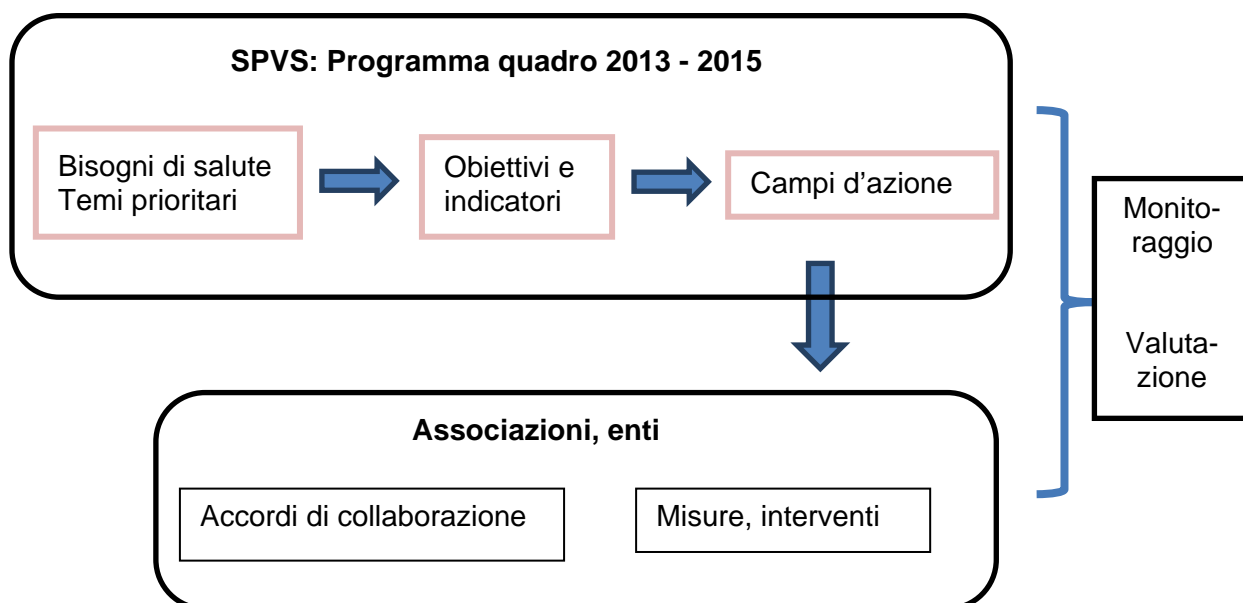 SPVS: Programma quadro 2013 - 2015
Bisogni di salute
Temi prioritari
Obiettivi e
indicatori
Campi d’azione
Monito-
raggio
Valuta-
zione
Associazioni, enti
Accordi di collaborazione
Misure, interventi